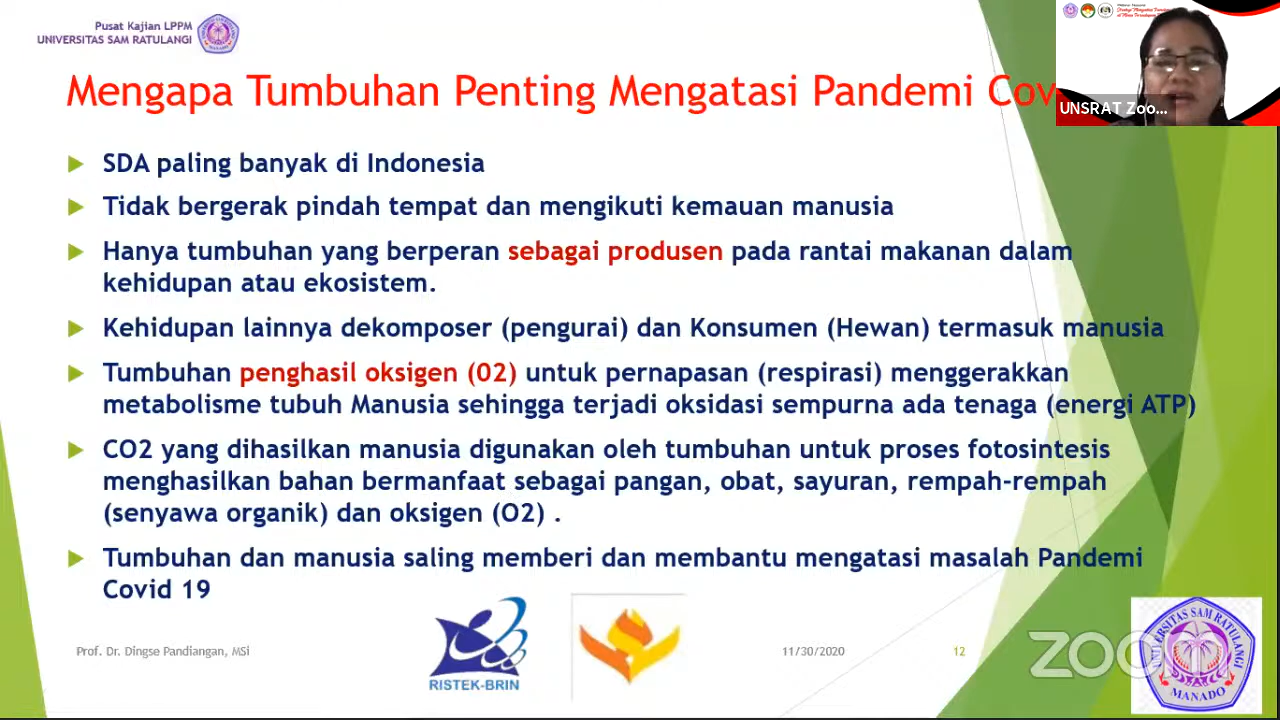 Pusat Kajian LPPM
UNIVERSITAS SAM RATULANGI
Mengapa Tumbuhan Penting Mengatasi Pandemi Cov
UNSRAT Zoo...
SDA paling banyak di Indonesia
Tidak bergerak pindah tempat dan mengikuti kemauan manusia
Hanya tumbuhan yang berperan sebagai produsen pada rantai makanan dalam
kehidupan atau ekosistem.
Kehidupan lainnya dekomposer (pengurai) dan Konsumen (Hewan) termasuk manusia
Tumbuhan penghasil oksigen (02) untuk pernapasan (respirasi) menggerakkan
metabolisme tubuh Manusia sehingga terjadi oksidasi sempurna ada tenaga (energi ATP)
CO2 yang dihasilkan manusia digunakan oleh tumbuhan untuk proses fotosintesis
menghasilkan bahan bermanfaat sebagai pangan, obat, sayuran, rempah-rempah
(senyawa organik) dan oksigen (O2) .
Tumbuhan dan manusia saling memberi dan membantu mengatasi masalah Pandemi
Covid 19
Prof. Dr. Dingse Pandiangan, MSi
RISTEK-BRIN
11/30/2020
12
zoom
UNIVERSITAS SAM RATULANGI
MANADO